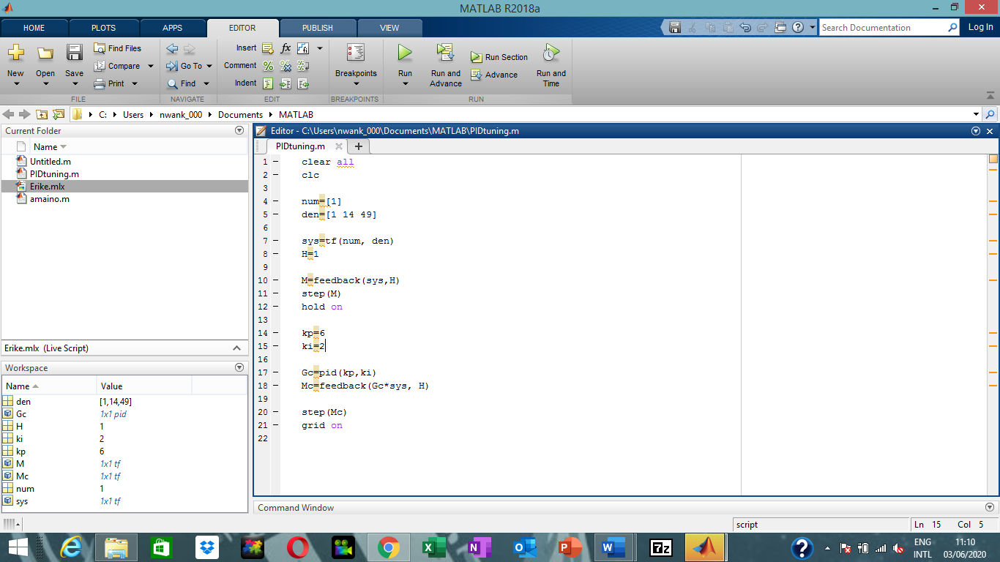 MATLAB R2018a
HOME PLOTS APPS EDITOR PUBLISH VIEW Search Documentation Log In
New Open Save Find Files Compare Print Go To Find Insert fx Comment Indent Breakpoints Run Run and Advance Run Section Advance Run and Time
FILE NAVIGATE EDIT BREAKPOINTS RUN
C: Users nwank_000 Documents MATLAB
Current Folder
Name
Untitled.m
PIDtuning.m
Erike.mlx
amaino.m
Erike.mlx (Live Script)
Workspace
Name Value
den [1,14,49]
Gc 1x1 pid
H 1
ki 2
kp 6
M 1x1 tf
Mc 1x1 tf
num 1
sys 1x1 tf
Editor - C:\Users\nwank_000\Documents\MATLAB\PIDtuning.m
PIDtuning.m
1 clear all
2 clc
3
4 num=[1]
5 den=[1 14 49]
6
7 sys=tf(num, den)
8 H=1
9
10 M=feedback(sys,H)
11 step(M)
12 hold on
13
14 kp=6
15 ki=2
16
17 Gc=pid(kp,ki)
18 Mc=feedback(Gc*sys, H)
19
20 step(Mc)
21 grid on
22
Command Window
script Ln 15 Col 5
7z
ENG
INTL
11:10
03/06/2020